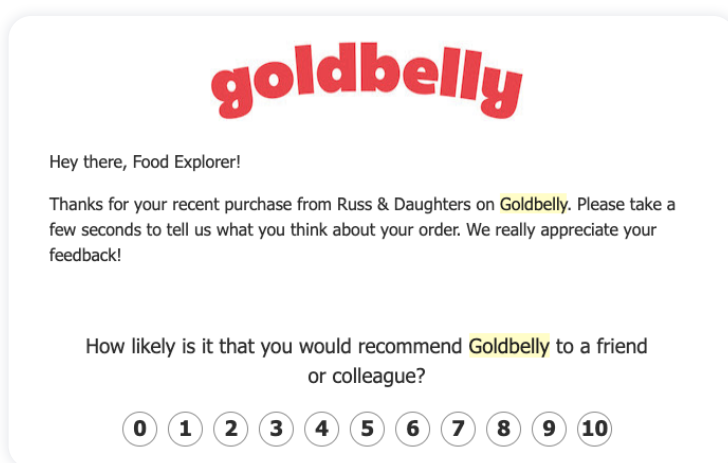 goldbelly
Hey there, Food Explorer!
Thanks for your recent purchase from Russ & Daughters on Goldbelly. Please take a
few seconds to tell us what you think about your order. We really appreciate your
feedback!
How likely is it that you would recommend Goldbelly to a friend
or colleague?
0 1 2 3 4 5 6 7 8 9 10